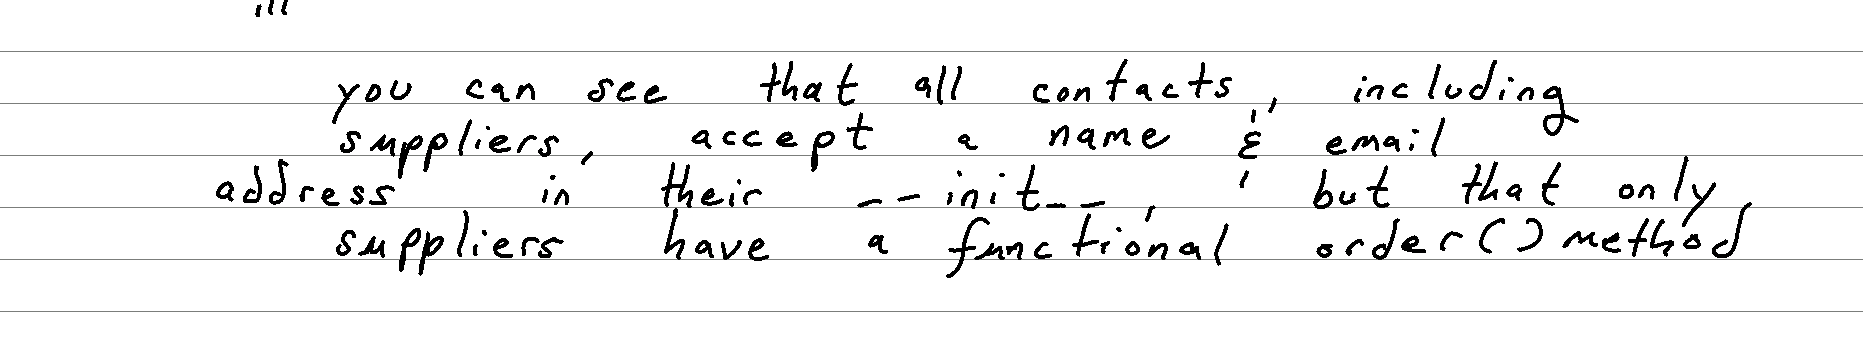 you can see that all contacts, including
suppliers, accept a name & email
address in their __init__, but that only
suppliers have a functional order() method